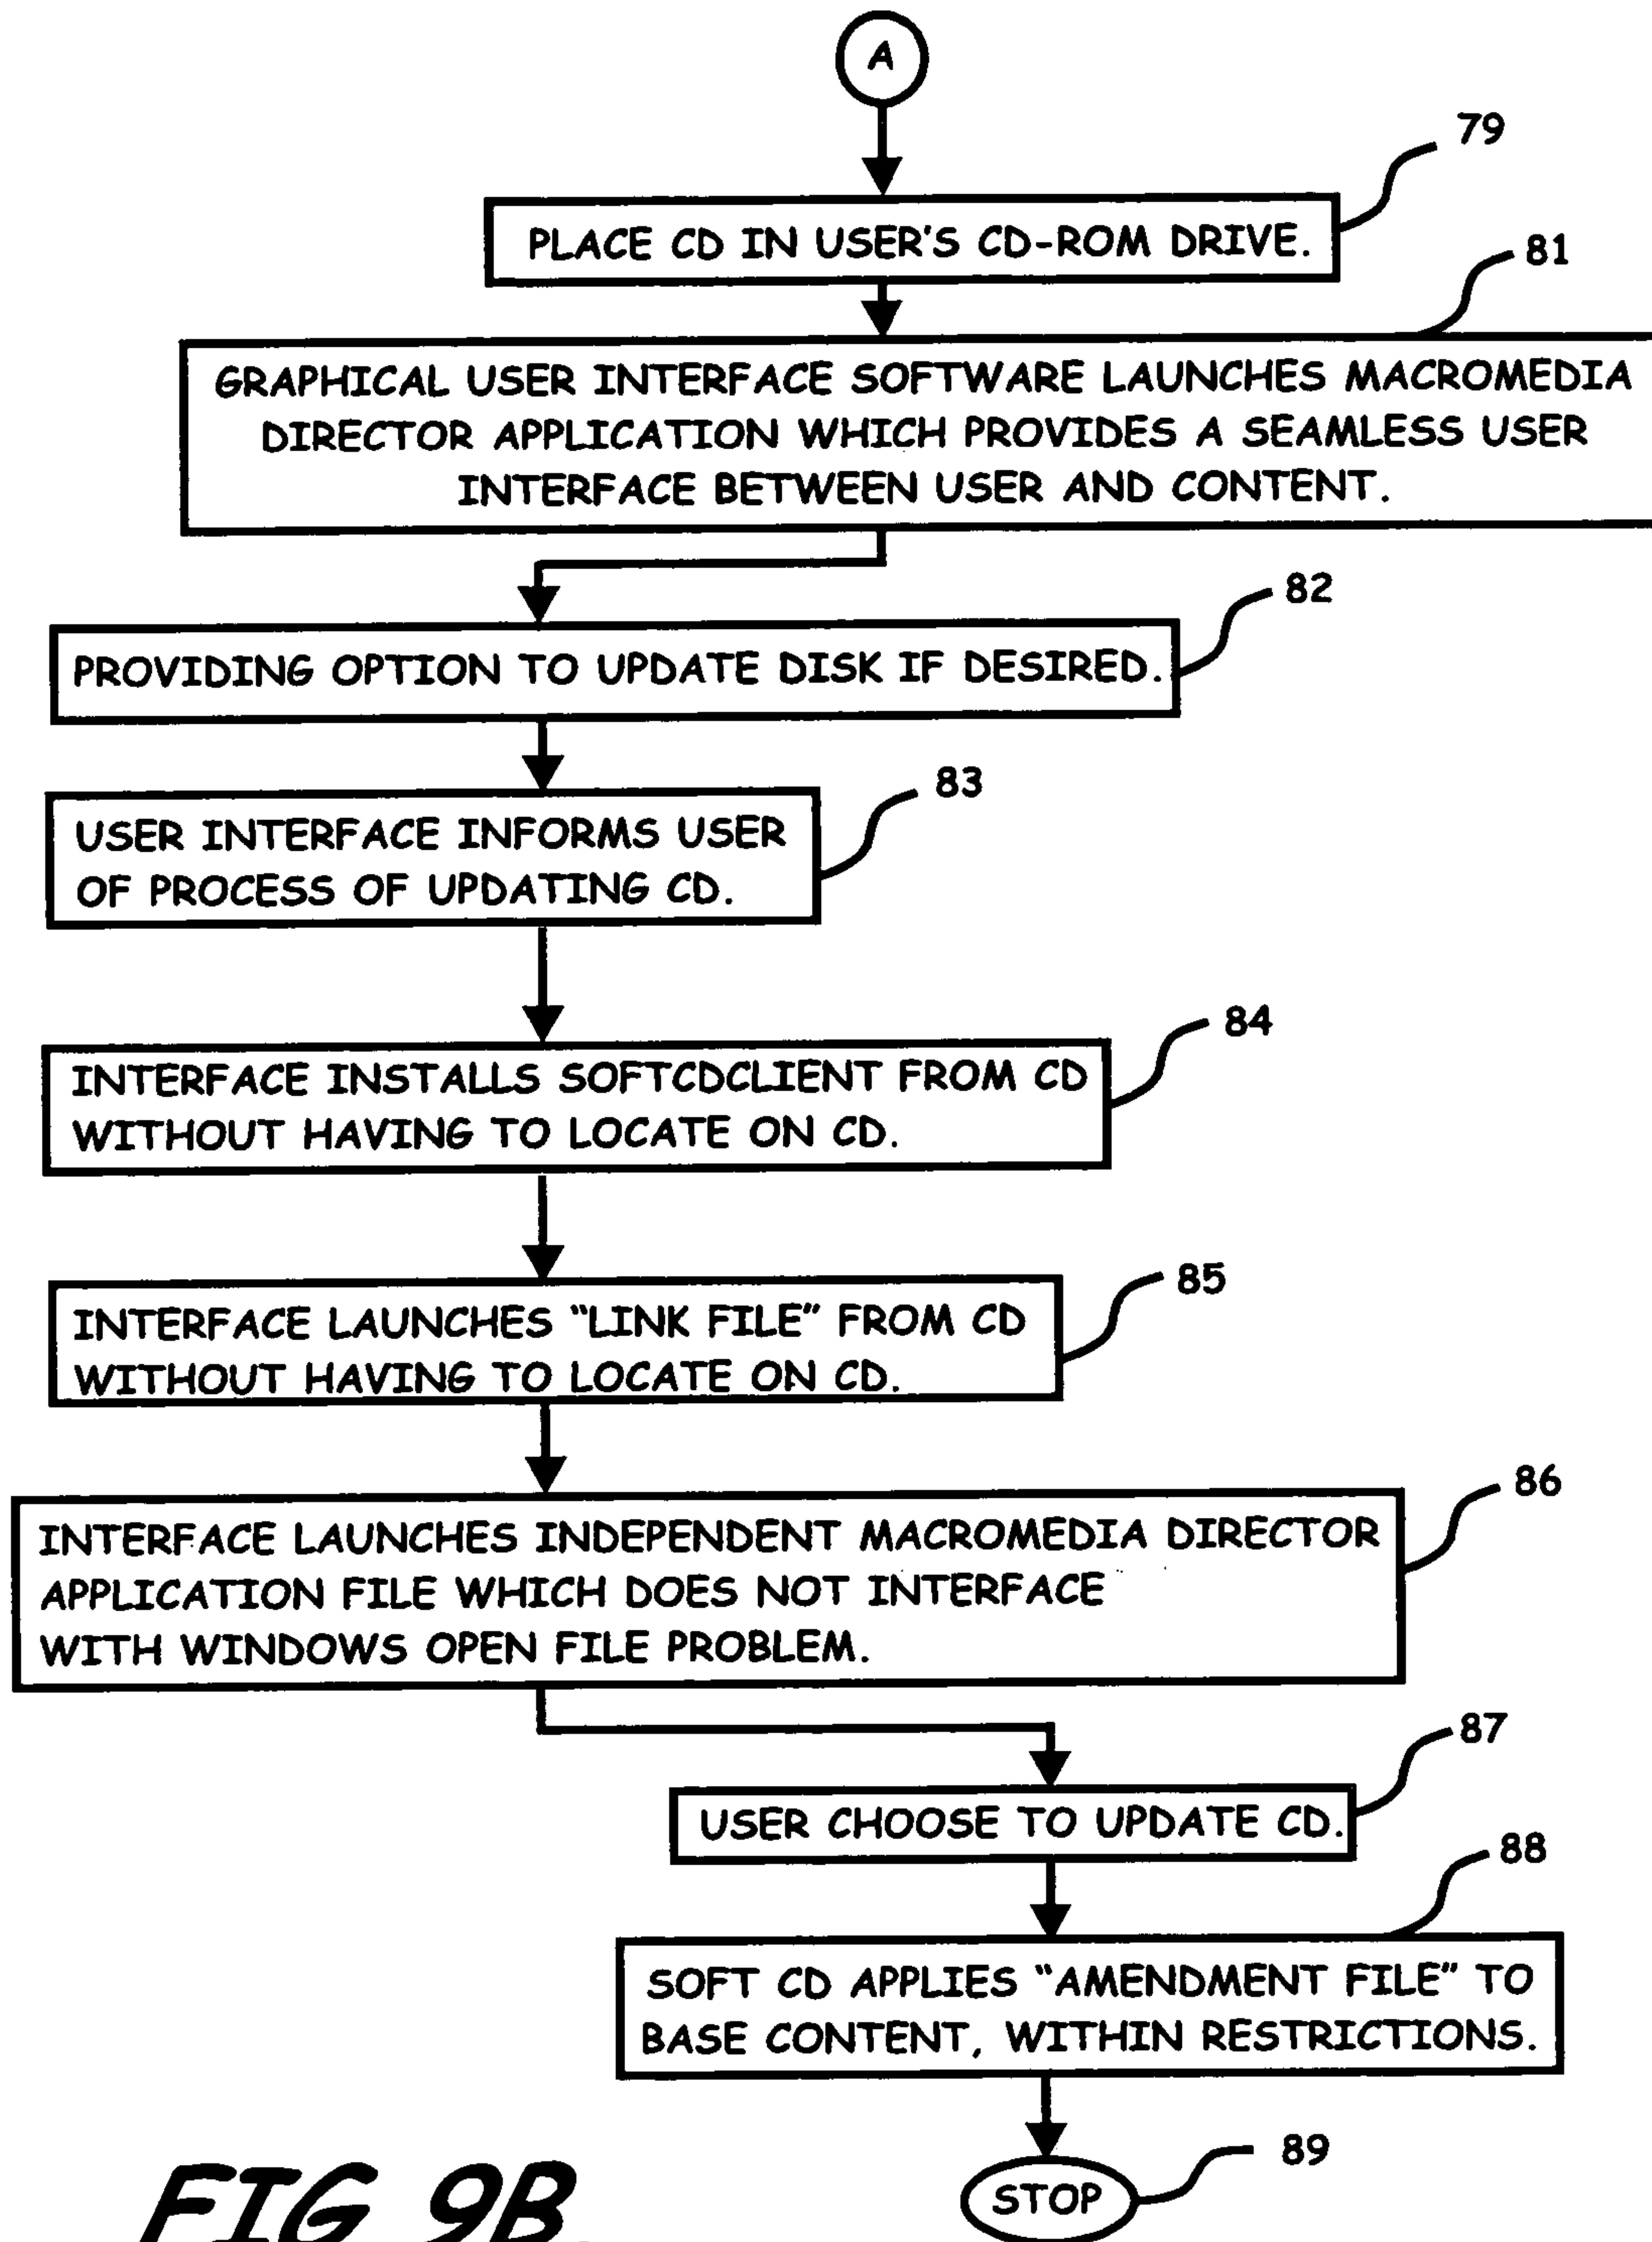 A
79
PLACE CD IN USER'S CD-ROM DRIVE.
81
GRAPHICAL USER INTERFACE SOFTWARE LAUNCHES MACROMEDIA
DIRECTOR APPLICATION WHICH PROVIDES A SEAMLESS USER
INTERFACE BETWEEN USER AND CONTENT.
82
PROVIDING OPTION TO UPDATE DISK IF DESIRED.
83
USER INTERFACE INFORMS USER
OF PROCESS OF UPDATING CD.
84
INTERFACE INSTALLS SOFTCDCLIENT FROM CD
WITHOUT HAVING TO LOCATE ON CD.
85
INTERFACE LAUNCHES “LINK FILE” FROM CD
WITHOUT HAVING TO LOCATE ON CD.
86
INTERFACE LAUNCHES INDEPENDENT MACROMEDIA DIRECTOR
APPLICATION FILE WHICH DOES NOT INTERFACE
WITH WINDOWS OPEN FILE PROBLEM.
87
USER CHOOSE TO UPDATE CD.
88
SOFT CD APPLIES “AMENDMENT FILE” TO
BASE CONTENT, WITHIN RESTRICTIONS.
89
STOP
FIG 9B.